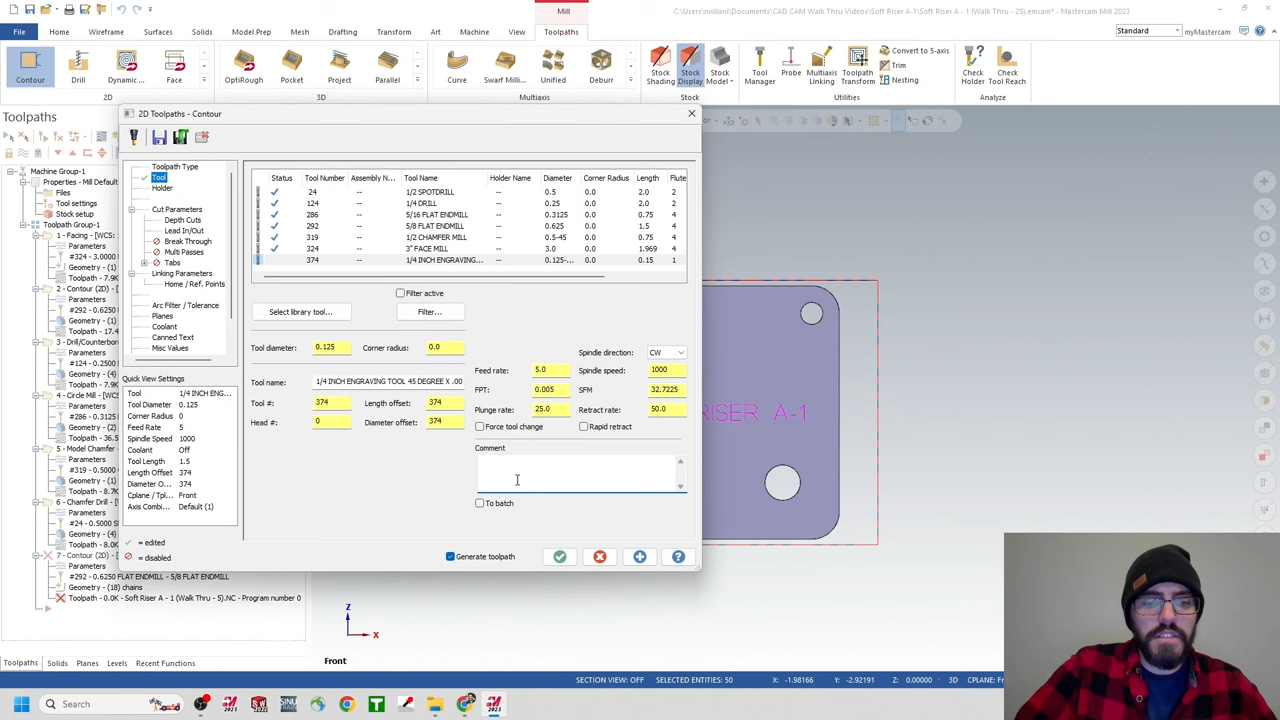 Mill
C:\Users\nvillani\Documents\CAD CAM Walk Thru Videos\Soft Riser A-1\Soft Riser A - 1 (Walk Thru - 25).emcam* - Mastercam Mill 2023
File Home Wireframe Surfaces Solids Model Prep Mesh Drafting Transform Art Machine View Toolpaths
Standard
myMastercam
Contour Drill Dynamic ... Face
OptiRough Pocket Project Parallel
Curve Swarf Milli... Unified Deburr
Stock Shading Stock Display Stock Model
Tool Manager Probe Multiaxis Linking Toolpath Transform
Convert to 5-axis
Trim
Nesting
Check Holder Check Tool Reach
2D 3D Multiaxis Stock Utilities Analyze
Toolpaths
Machine Group-1
Properties - Mill Default
Files
Tool settings
Stock setup
Toolpath Group-1
1 - Facing - [WCS:
Parameters
#324 - 3.0000
Geometry - (1)
Toolpath - 7.9K
2 - Contour (2D) -
Parameters
#292 - 0.6250 F
Geometry - (1)
Toolpath - 17.4
3 - Drill/Counterbo
Parameters
#124 - 0.2500
Geometry -
Toolpath - 9.2K
4 - Circle Mill - [W
Parameters
#286 - 0.3125
Geometry - (2)
Toolpath - 36.5
5 - Model Chamfer
Parameters
#319 - 0.5000
Geometry -
Toolpath - 8.7K
6 - Chamfer Drill -
Parameters
#24 - 0.5000 S
Geometry - (2)
Toolpath - 8.7K
7 - Contour (2D) -
Parameters
#292 - 0.6250 FLAT ENDMILL - 5/8 FLAT ENDMILL
Geometry - (18) chains
Toolpath - 0.0K - Soft Riser A - 1 (Walk Thru - 5).NC - Program number 0
Toolpaths Solids Planes Levels Recent Functions
2D Toolpaths - Contour
Toolpath Type
Tool
Holder
Cut Parameters
Depth Cuts
Lead In/Out
Break Through
Multi Passes
Tabs
Linking Parameters
Home / Ref. Points
Arc Filter / Tolerance
Planes
Coolant
Canned Text
Misc Values
Quick View Settings
Tool 1/4 INCH ENG...
Tool Diameter 0.125
Corner Radius 0
Feed Rate 5
Spindle Speed 1000
Coolant Off
Tool Length 1.5
Length Offset 374
Diameter O... 374
Cplane / Tpl... Front
Axis Combi... Default (1)
= edited
= disabled
Status Tool Number Assembly N... Tool Name Holder Name Diameter Corner Radius Length Flute
24 -- 1/2 SPOTDRILL -- 0.5 0.0 2.0 2
124 -- 1/4 DRILL -- 0.25 0.0 2.0 2
286 -- 5/16 FLAT ENDMILL -- 0.3125 0.0 0.75 4
292 -- 5/8 FLAT ENDMILL -- 0.625 0.0 1.5 4
319 -- 1/2 CHAMFER MILL -- 0.5-45 0.0 0.75 4
324 -- 3" FACE MILL -- 3.0 0.0 1.969 4
374 -- 1/4 INCH ENGRAVING... -- 0.125-... 0.0 0.15 1
Filter active
Select library tool... Filter...
Tool diameter: 0.125 Corner radius: 0.0
Tool name: 1/4 INCH ENGRAVING TOOL 45 DEGREE X .00
Tool #: 374 Length offset: 374
Head #: 0 Diameter offset: 374
Spindle direction: CW
Feed rate: 5.0 Spindle speed: 1000
FPT: 0.005 SFM 32.7225
Plunge rate: 25.0 Retract rate: 50.0
Force tool change Rapid retract
Comment
To batch
Generate toolpath
RISER A-1
Z
X
Front
SECTION VIEW: OFF SELECTED ENTITIES: 50 X: -1.98166 Y: -2.92191 Z: 0.00000 3D CPLANE: Fr
Search
2023
2023